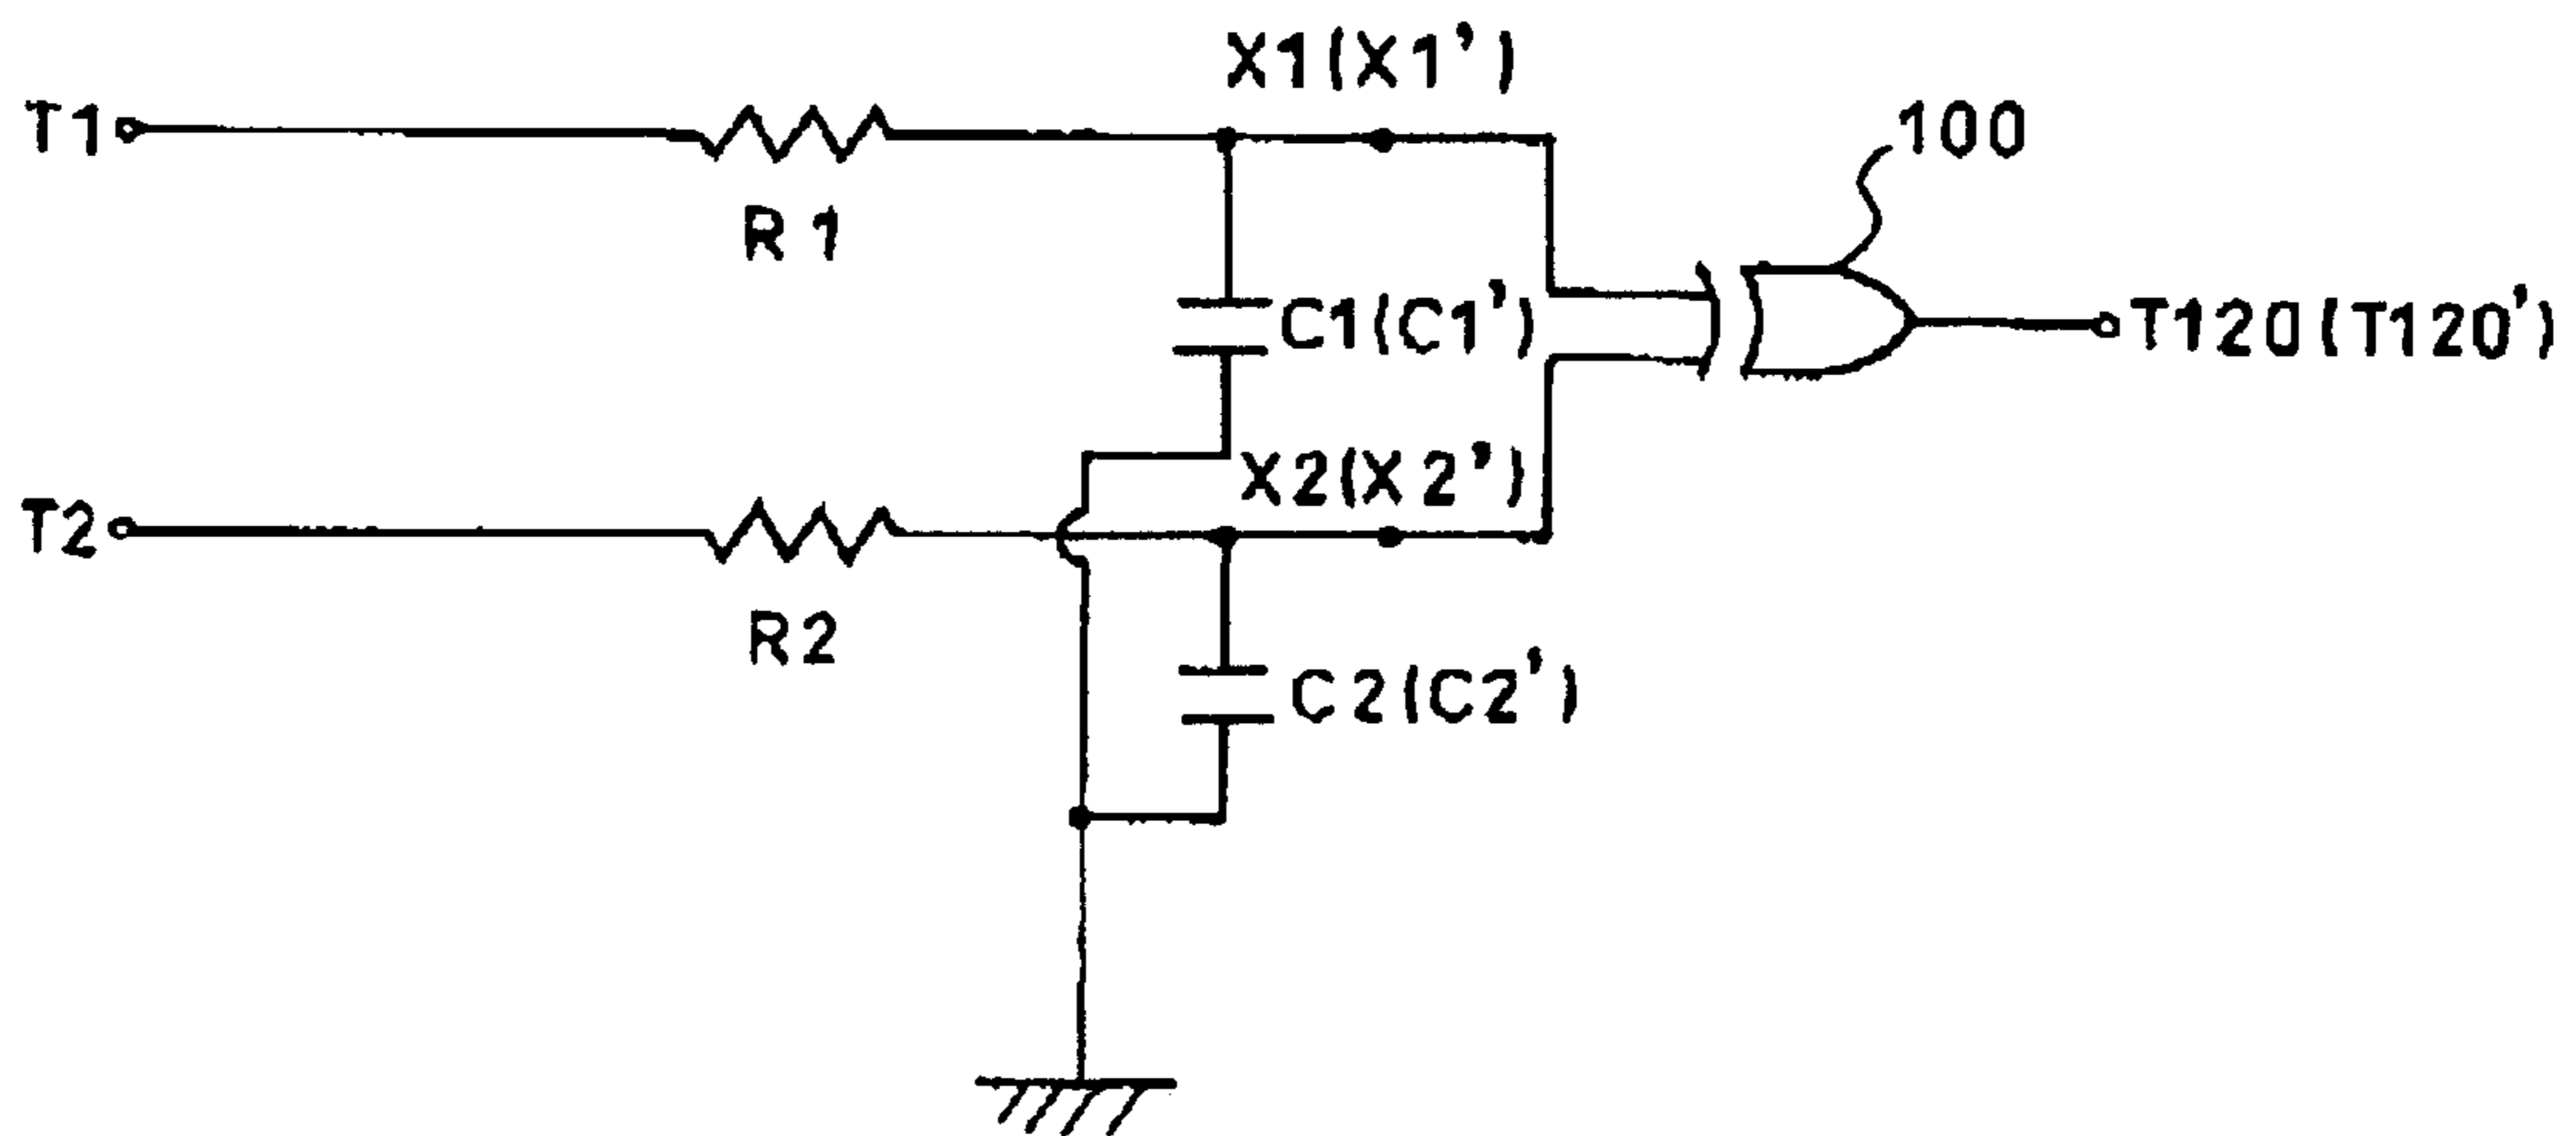 X1(X1')
T1
100
R1
C1(C1')
T120(T120')
X2(X2')
T2
R2
C2(C2')